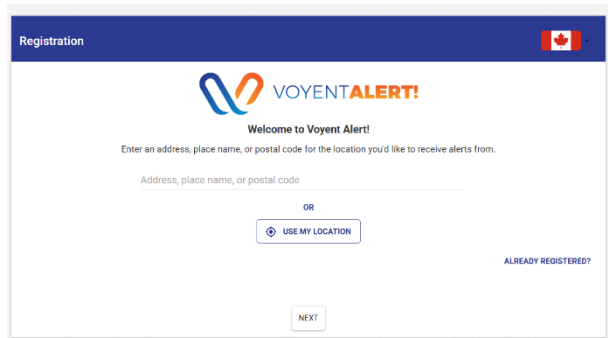 Registration
VOYENTALERT!
Welcome to Voyent Alert!
Enter an address, place name, or postal code for the location you'd like to receive alerts from.
Address, place name, or postal code
OR
USE MY LOCATION
ALREADY REGISTERED?
NEXT